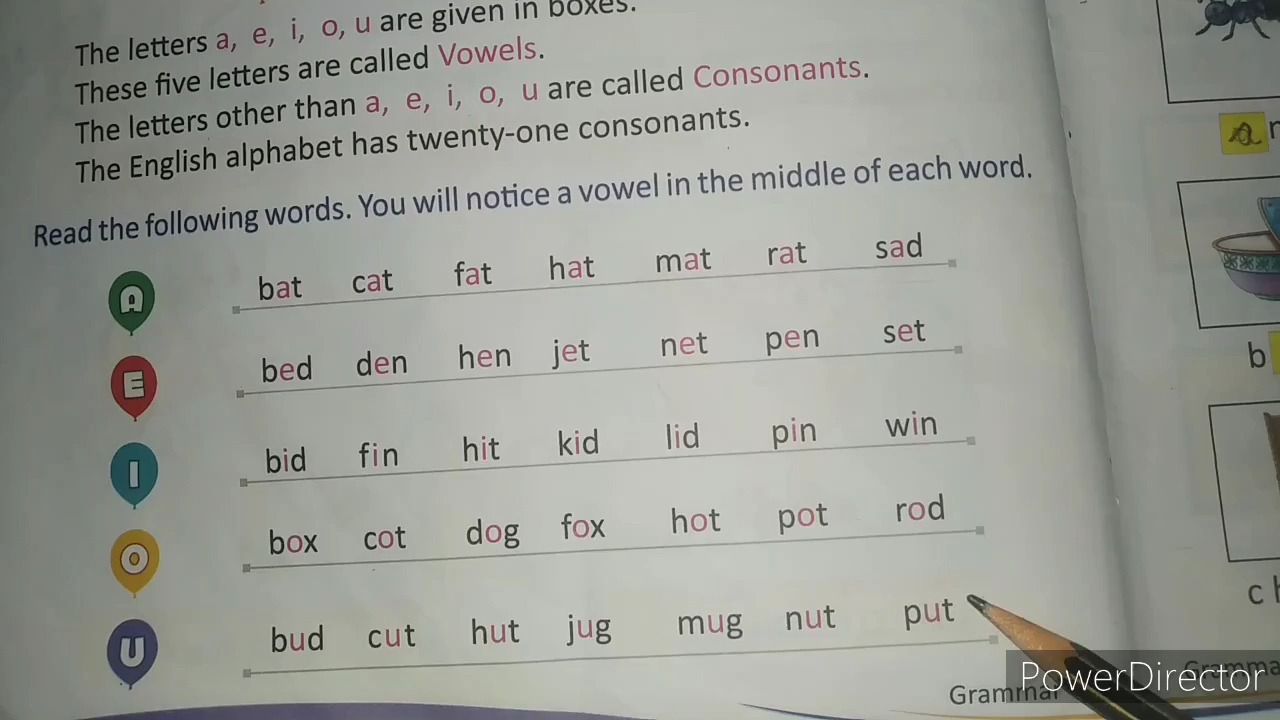 The letters a, e, i, o, u are given in boxes.
These five letters are called Vowels.
The letters other than a, e, i, o, u are called Consonants.
The English alphabet has twenty-one consonants.
Read the following words. You will notice a vowel in the middle of each word.
A bat cat fat hat mat rat sad
E bed den hen jet net pen set
I bid fin hit kid lid pin win
O box cot dog fox hot pot rod
U bud cut hut jug mug nut put
Grammar
a
b
c
PowerDirector